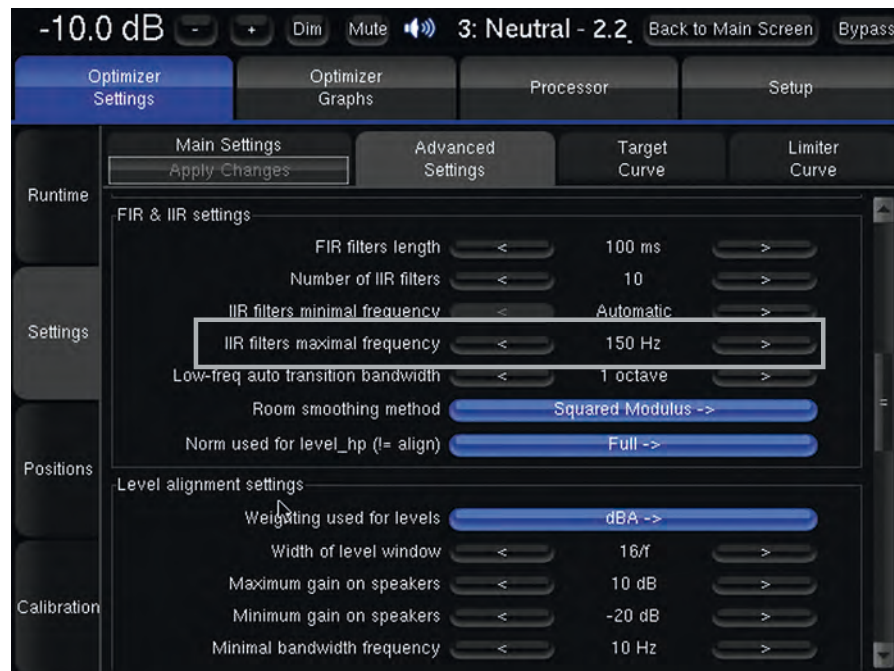 -10.0 dB - + Dim Mute 3: Neutral - 2.2 Back to Main Screen Bypass
Optimizer Settings
Optimizer Graphs
Processor
Setup
Runtime
Settings
Positions
Calibration
Main Settings
Apply Changes
Advanced Settings
Target Curve
Limiter Curve
FIR & IIR settings
FIR filters length < 100 ms >
Number of IIR filters < 10 >
IIR filters minimal frequency < Automatic >
IIR filters maximal frequency < 150 Hz >
Low-freq auto transition bandwidth < 1 octave >
Room smoothing method Squared Modulus ->
Norm used for level_hp (!= align) Full ->
Level alignment settings
Weighting used for levels dBA ->
Width of level window < 16/f >
Maximum gain on speakers < 10 dB >
Minimum gain on speakers < -20 dB >
Minimal bandwidth frequency < 10 Hz >